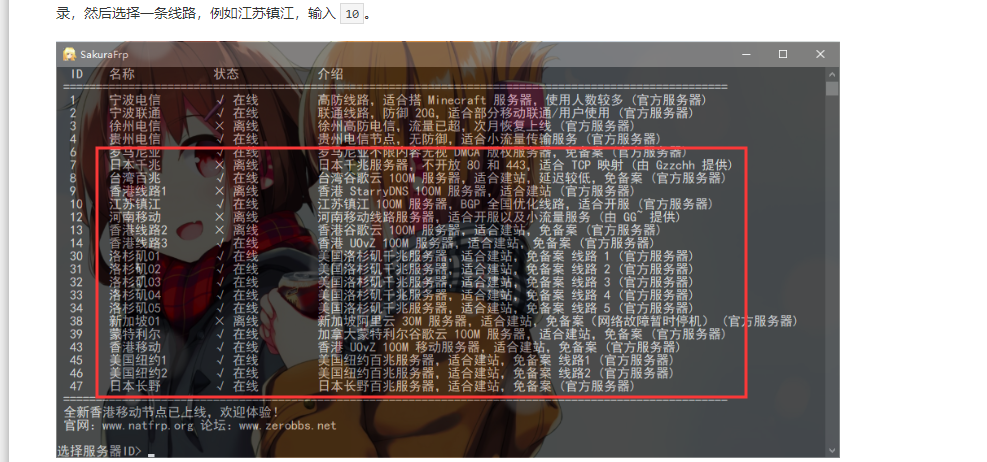 录，然后选择一条线路，例如江苏镇江，输入 10 。
SakuraFrp
ID 名称 状态 介绍
1 宁波电信 √ 在线 高防线路，适合搭 Minecraft 服务器，使用人数较多 (官方服务器)
2 宁波联通 √ 在线 联通线路，防御 20G，适合部分移动联通/用户使用 (官方服务器)
3 徐州电信 × 离线 徐州高防电信，流量已超，次月恢复上线 (官方服务器)
4 贵州电信 √ 在线 贵州电信节点，无防御，适合小流量传输服务 (官方服务器)
6 罗马尼亚 √ 在线 罗马尼亚不限内容无视 DMCA 版权服务器，免备案 (官方服务器)
7 日本千兆 × 离线 日本千兆服务器，不开放 80 和 443，适合 TCP 映射 (由 Gzzchh 提供)
8 台湾百兆 √ 在线 台湾谷歌云 100M 服务器，适合建站，延迟较低，免备案 (官方服务器)
9 香港线路1 × 离线 香港 StarryDNS 100M 服务器，适合建站 (官方服务器)
10 江苏镇江 √ 在线 江苏镇江 100M 服务器，BGP 全国优化线路，适合开服 (官方服务器)
12 河南移动 × 离线 河南移动线路服务器，适合开服以及小流量服务 (由 GG~ 提供)
13 香港线路2 × 离线 香港谷歌云 100M 服务器，适合建站，免备案 (官方服务器)
14 香港线路3 √ 在线 香港 UOvZ 100M 服务器，适合建站，免备案 (官方服务器)
30 洛杉矶01 √ 在线 美国洛杉矶千兆服务器，适合建站，免备案 线路 1 (官方服务器)
31 洛杉矶02 √ 在线 美国洛杉矶千兆服务器，适合建站，免备案 线路 2 (官方服务器)
32 洛杉矶03 √ 在线 美国洛杉矶千兆服务器，适合建站，免备案 线路 3 (官方服务器)
33 洛杉矶04 √ 在线 美国洛杉矶千兆服务器，适合建站，免备案 线路 4 (官方服务器)
34 洛杉矶05 √ 在线 美国洛杉矶千兆服务器，适合建站，免备案 线路 5 (官方服务器)
38 新加坡01 × 离线 新加坡阿里云 30M 服务器，适合建站，免备案 (网络故障暂时停机) (官方服务器)
39 蒙特利尔 √ 在线 加拿大蒙特利尔谷歌云 100M 服务器，适合建站，免备案 (官方服务器)
43 香港移动 √ 在线 香港 UOvZ 100M 移动服务器，适合建站，免备案 (官方服务器)
45 美国纽约1 √ 在线 美国纽约百兆服务器，适合建站，免备案 线路1 (官方服务器)
46 美国纽约2 √ 在线 美国纽约百兆服务器，适合建站，免备案 线路2 (官方服务器)
47 日本长野 √ 在线 日本长野百兆服务器，适合建站，免备案 (官方服务器)
全新香港移动节点已上线，欢迎体验!
官网: www.natfrp.org 论坛: www.zerobbs.net
选择服务器ID>